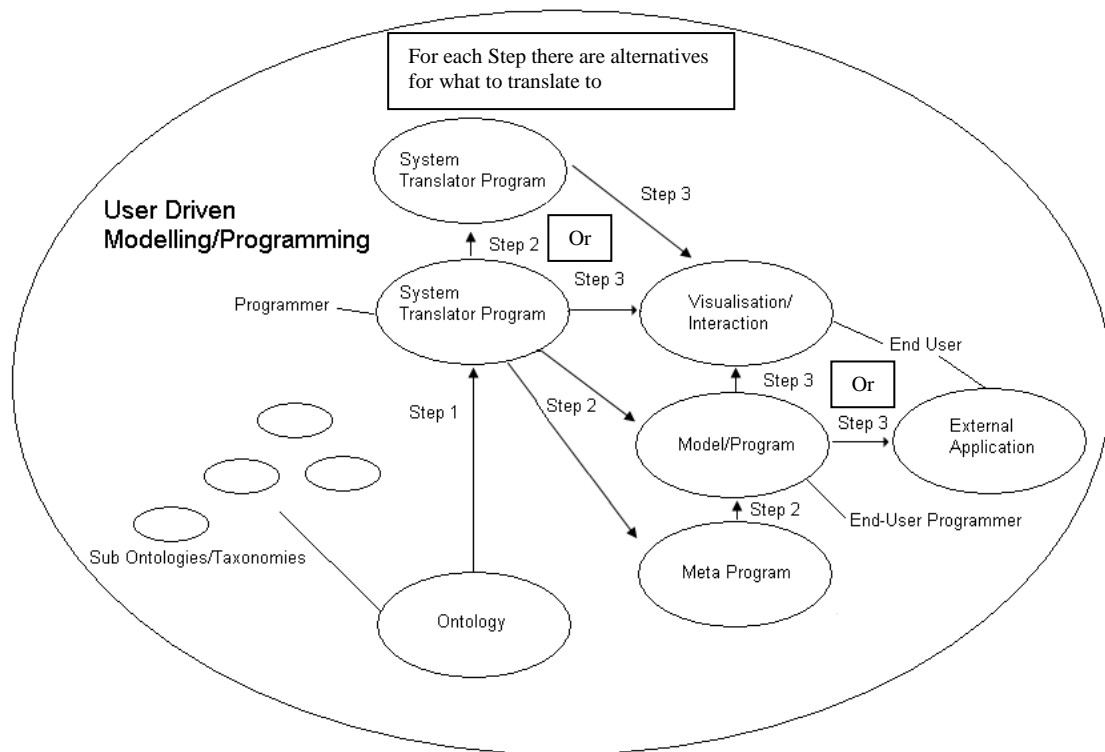 For each Step there are alternatives
for what to translate to
System
Translator Program
Step 3
User Driven
Modelling/Programming
Step 2
Or
System
Translator Program
Step 3
Programmer
Visualisation/
Interaction
End User
Step 1
Step 2
Step 3
Or
Step 3
Model/Program
External
Application
Step 2
End-User Programmer
Sub Ontologies/Taxonomies
Meta Program
Ontology